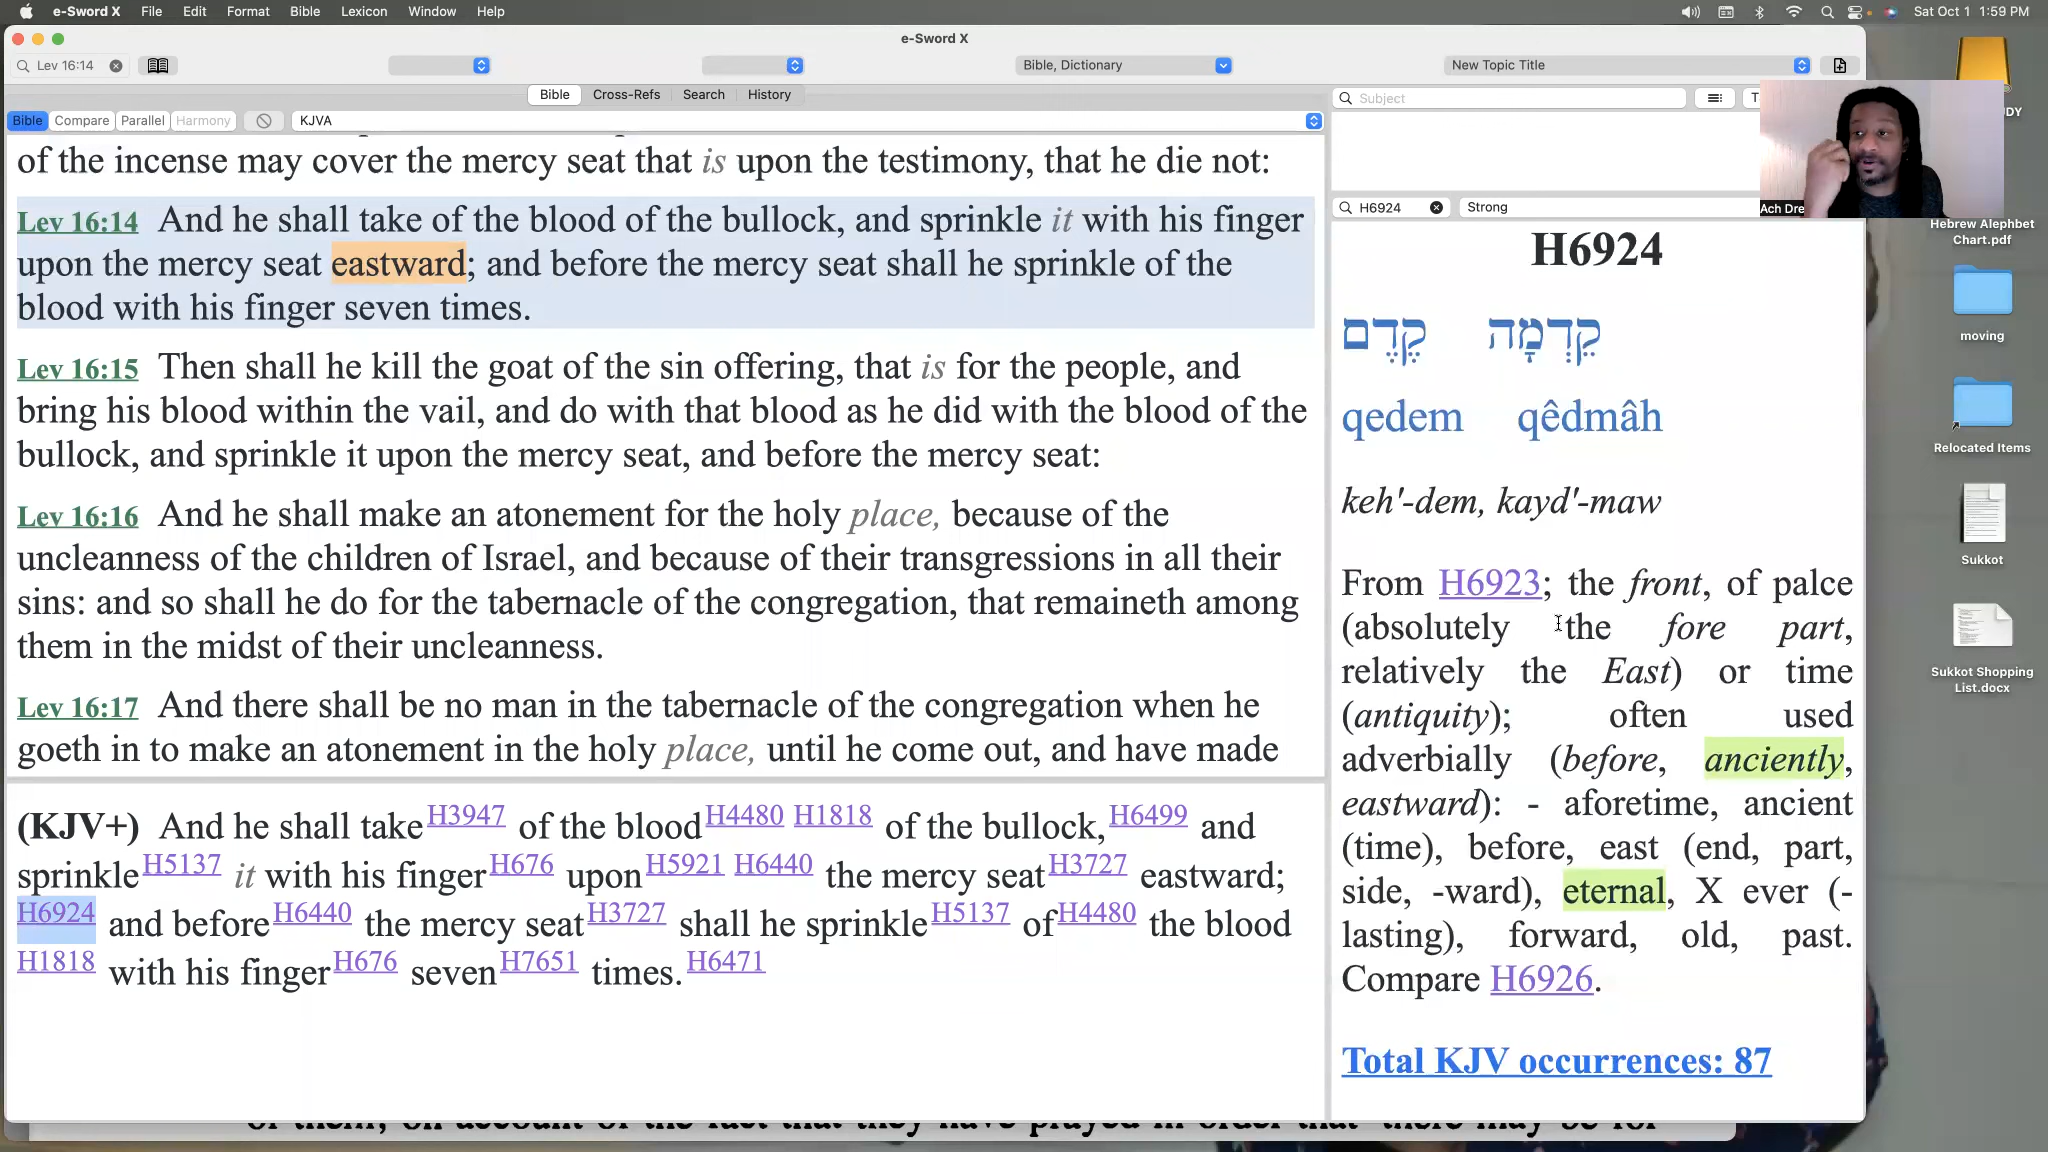 e-Sword X File Edit Format Bible Lexicon Window Help Sat Oct 1 1:59 PM
e-Sword X
Lev 16:14 Bible, Dictionary New Topic Title
Bible Cross-Refs Search History
Subject
Bible Compare Parallel Harmony KJVA
of the incense may cover the mercy seat that is upon the testimony, that he die not:
Lev 16:14 And he shall take of the blood of the bullock, and sprinkle it with his finger
upon the mercy seat eastward; and before the mercy seat shall he sprinkle of the
blood with his finger seven times.
Lev 16:15 Then shall he kill the goat of the sin offering, that is for the people, and
bring his blood within the vail, and do with that blood as he did with the blood of the
bullock, and sprinkle it upon the mercy seat, and before the mercy seat:
Lev 16:16 And he shall make an atonement for the holy place, because of the
uncleanness of the children of Israel, and because of their transgressions in all their
sins: and so shall he do for the tabernacle of the congregation, that remaineth among
them in the midst of their uncleanness.
Lev 16:17 And there shall be no man in the tabernacle of the congregation when he
goeth in to make an atonement in the holy place, until he come out, and have made
(KJV+) And he shall take H3947 of the blood H4480 H1818 of the bullock, H6499 and
sprinkle H5137 it with his finger H676 upon H5921 H6440 the mercy seat H3727 eastward;
H6924 and before H6440 the mercy seat H3727 shall he sprinkle H5137 of H4480 the blood
H1818 with his finger H676 seven H7651 times. H6471
H6924 Strong
Ach Dre
H6924
קֶדֶם קֵדְמָה
qedem qêdmâh
keh'-dem, kayd'-maw
From H6923; the front, of palce
(absolutely the fore part,
relatively the East) or time
(antiquity); often used
adverbially (before, anciently,
eastward): - aforetime, ancient
(time), before, east (end, part,
side, -ward), eternal, X ever (-
lasting), forward, old, past.
Compare H6926.
Total KJV occurrences: 87
Hebrew Alephbet
Chart.pdf
moving
Relocated Items
Sukkot
Sukkot Shopping
List.docx